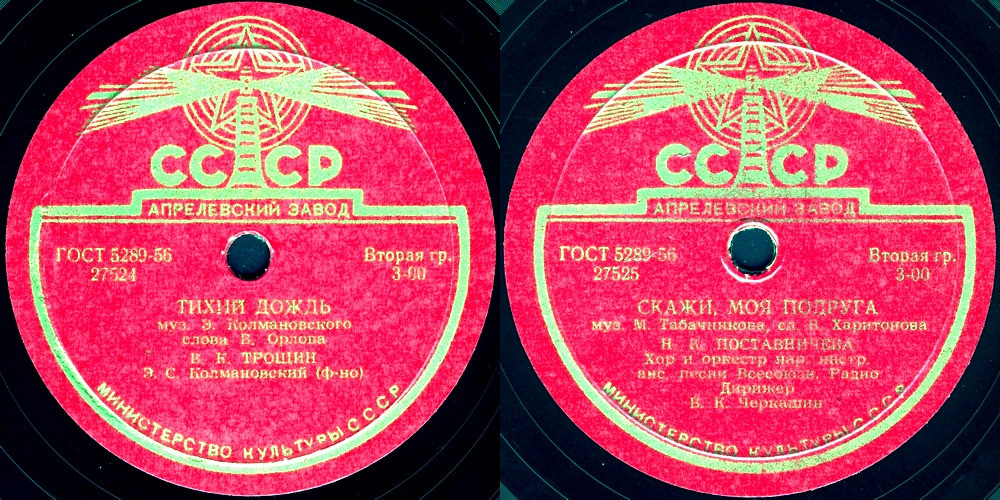 СССР
АПРЕЛЕВСКИЙ ЗАВОД
ГОСТ 5289-56
27524
Вторая гр.
3-00
ТИХИЙ ДОЖДЬ
муз. Э. Колмановского
слова В. Орлова
В. К. ТРОШИН
Э. С. Колмановский (ф-но)
МИНИСТЕРСТВО КУЛЬТУРЫ СССР
СССР
АПРЕЛЕВСКИЙ ЗАВОД
ГОСТ 5289-56
27525
Вторая гр.
3-00
СКАЖИ, МОЯ ПОДРУГА
муз. М. Табачникова, сл. В. Харитонова
Н. К. ПОСТАВНИЧЕВА
Хор и оркестр нар. инстр.
анс. песни Всесоюзн. Радио
Дирижер
В. К. Черкашин
МИНИСТЕРСТВО КУЛЬТУРЫ СССР